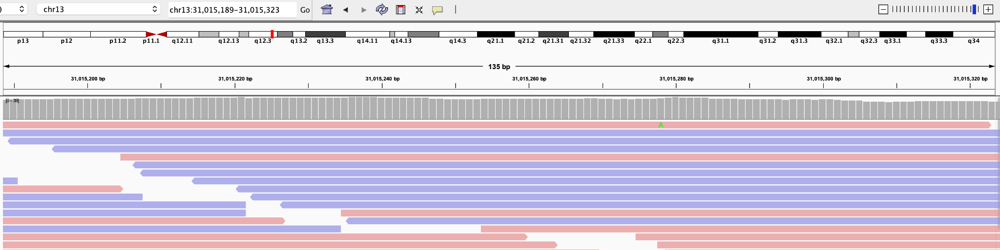 ) chr13 chr13:31,015,189-31,015,323 Go
p13 p12 p11.2 p11.1 q12.11 q12.13 q12.3 q13.2 q13.3 q14.11 q14.13 q14.3 q21.1 q21.2 q21.31 q21.32 q21.33 q22.1 q22.3 q31.1 q31.2 q31.3 q32.1 q32.3 q33.1 q33.3 q34
135 bp
31,015,200 bp 31,015,220 bp 31,015,240 bp 31,015,260 bp 31,015,280 bp 31,015,300 bp 31,015,320 bp
[0 - 39]
A